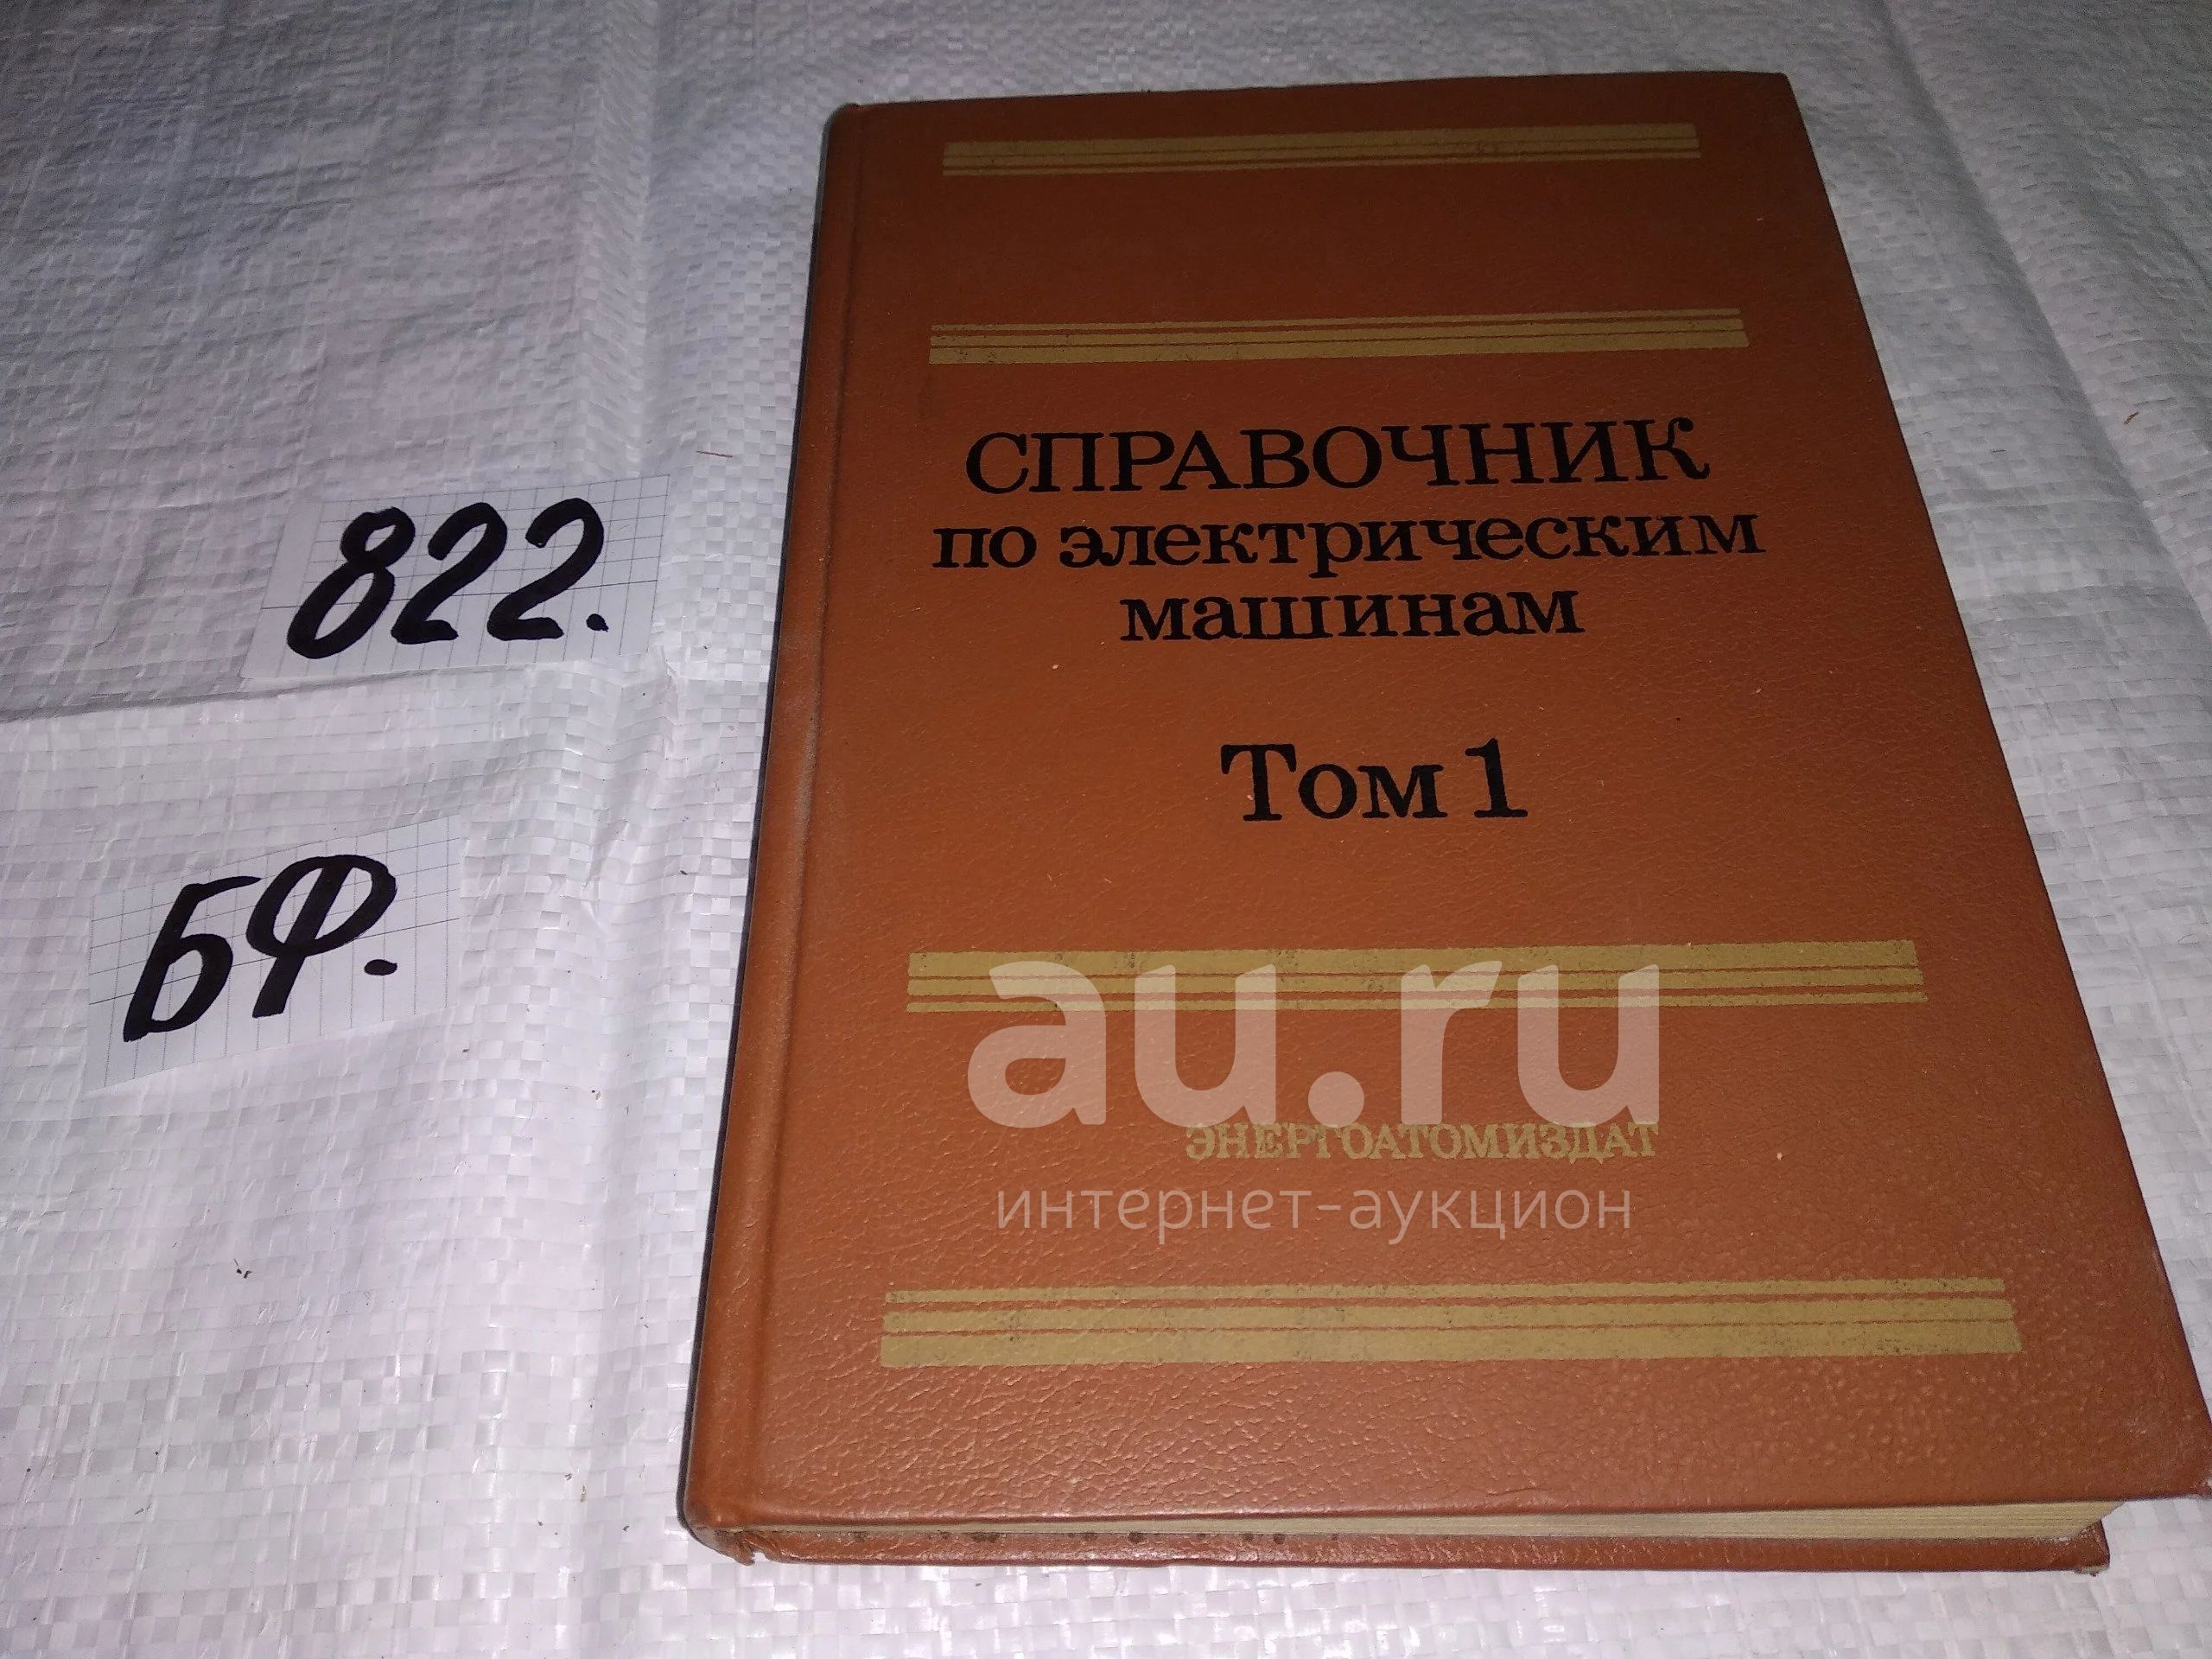 СПРАВОЧНИК
по электрическим
машинам
Том 1
822.
БФ.
au.ru
ЭНЕРГОАТОМИЗДАТ
интернет-аукцион